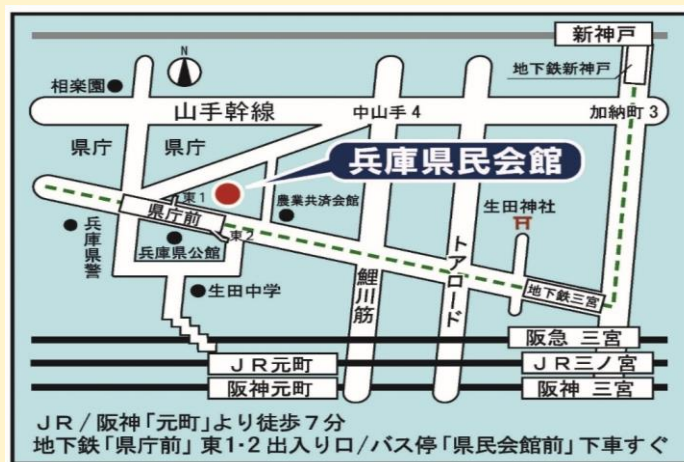 新神戸
地下鉄新神戸
N
相楽園
山手幹線
中山手4
加納町3
県庁
県庁
兵庫県民会館
東1
県庁前
農業共済会館
生田神社
兵庫県警
兵庫県公館
東2
生田中学
鯉川筋
トアロード
地下鉄三宮
阪急 三宮
JR元町
JR三ノ宮
阪神元町
阪神 三宮
JR/阪神「元町」より徒歩7分
地下鉄「県庁前」東1・2出入り口/バス停「県民会館前」下車すぐ